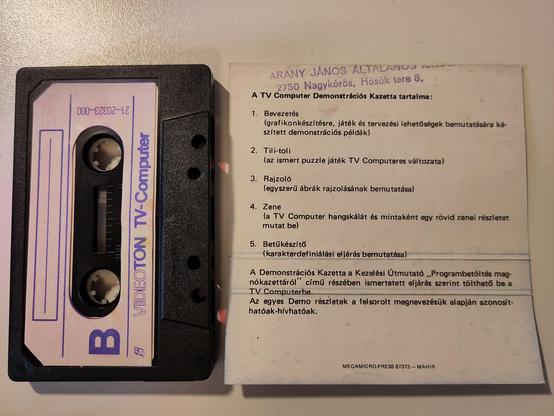 21-20323-000
B
VIDEOTON TV-Computer
ARANY JÁNOS ÁLTALÁNOS
2750 Nagykőrös, Hősök tere 8.
A TV Computer Demonstrációs Kazetta tartalma:
1. Bevezetés
(grafikonkészítésre, játék és tervezési lehetőségek bemutatására ké-
szített demonstrációs példák)
2. Tili-toli
(az ismert puzzle játék TV Computeres változata)
3. Rajzoló
(egyszerű ábrák rajzolásának bemutatása)
4. Zene
(a TV Computer hangskálát és mintaként egy rövid zenei részletet
mutat be)
5. Betűkészítő
(karakterdefiniálási eljárás bemutatása)
A Demonstrációs Kazetta a Kezelési Útmutató „Programbetöltés mag-
nókazettáról" című részében ismertetett eljárás szerint tölthető be a
TV Computerbe.
Az egyes Demo részletek a felsorolt megnevezésük alapján azonosít-
hatóak-hívhatóak.
MEGAMICRO-PRESS 87373 – MAHIR